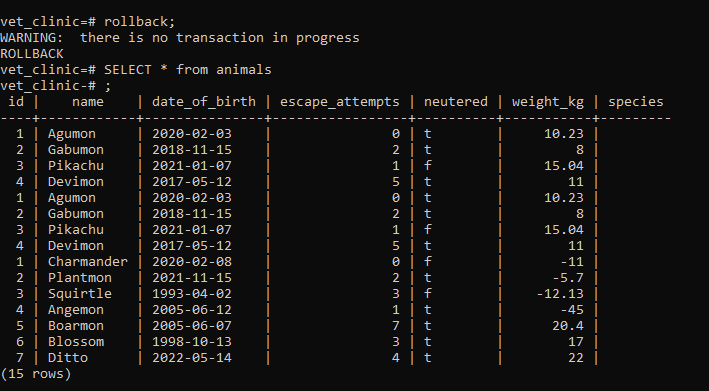 vet_clinic=# rollback;
WARNING:  there is no transaction in progress
ROLLBACK
vet_clinic=# SELECT * from animals
vet_clinic-# ;
 id |    name    | date_of_birth | escape_attempts | neutered | weight_kg | species
----+------------+---------------+-----------------+----------+-----------+---------
  1 | Agumon     | 2020-02-03    |               0 | t        |     10.23 |
  2 | Gabumon    | 2018-11-15    |               2 | t        |         8 |
  3 | Pikachu    | 2021-01-07    |               1 | f        |     15.04 |
  4 | Devimon    | 2017-05-12    |               5 | t        |        11 |
  1 | Agumon     | 2020-02-03    |               0 | t        |     10.23 |
  2 | Gabumon    | 2018-11-15    |               2 | t        |         8 |
  3 | Pikachu    | 2021-01-07    |               1 | f        |     15.04 |
  4 | Devimon    | 2017-05-12    |               5 | t        |        11 |
  1 | Charmander | 2020-02-08    |               0 | f        |       -11 |
  2 | Plantmon   | 2021-11-15    |               2 | t        |      -5.7 |
  3 | Squirtle   | 1993-04-02    |               3 | f        |    -12.13 |
  4 | Angemon    | 2005-06-12    |               1 | t        |       -45 |
  5 | Boarmon    | 2005-06-07    |               7 | t        |      20.4 |
  6 | Blossom    | 1998-10-13    |               3 | t        |        17 |
  7 | Ditto      | 2022-05-14    |               4 | t        |        22 |
(15 rows)